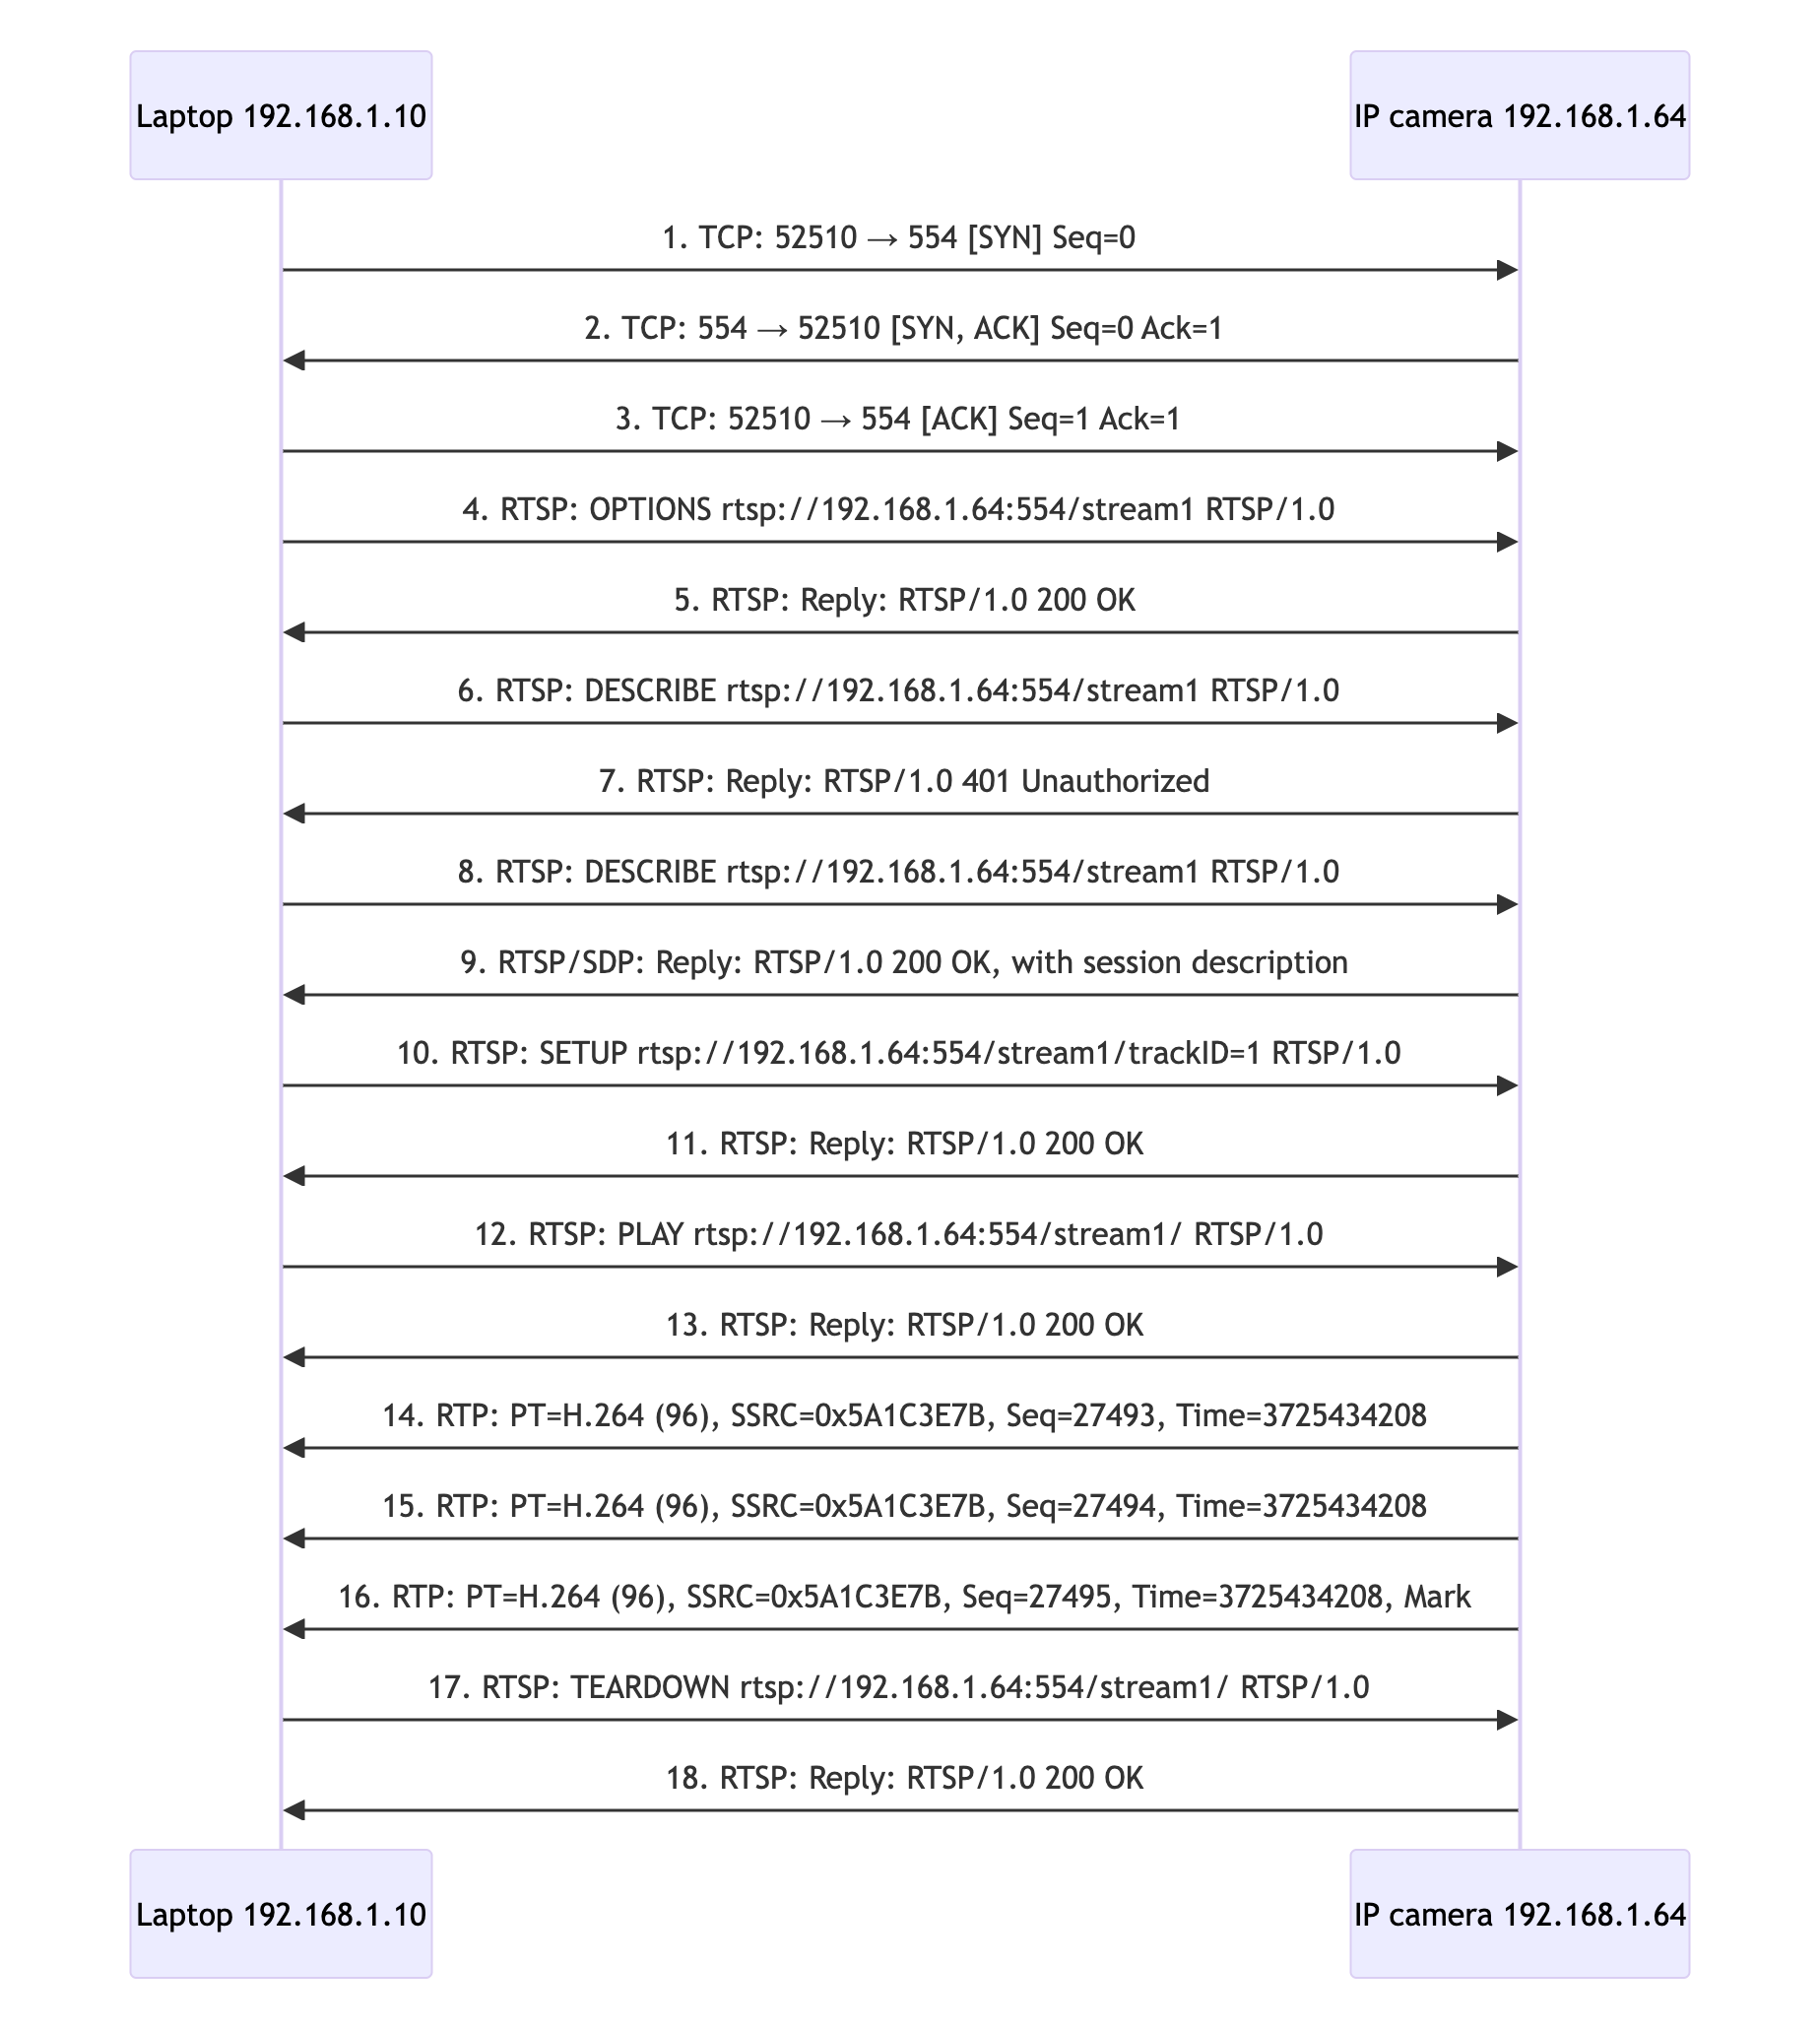 Laptop 192.168.1.10
IP camera 192.168.1.64
1. TCP: 52510 → 554 [SYN] Seq=0
2. TCP: 554 → 52510 [SYN, ACK] Seq=0 Ack=1
3. TCP: 52510 → 554 [ACK] Seq=1 Ack=1
4. RTSP: OPTIONS rtsp://192.168.1.64:554/stream1 RTSP/1.0
5. RTSP: Reply: RTSP/1.0 200 OK
6. RTSP: DESCRIBE rtsp://192.168.1.64:554/stream1 RTSP/1.0
7. RTSP: Reply: RTSP/1.0 401 Unauthorized
8. RTSP: DESCRIBE rtsp://192.168.1.64:554/stream1 RTSP/1.0
9. RTSP/SDP: Reply: RTSP/1.0 200 OK, with session description
10. RTSP: SETUP rtsp://192.168.1.64:554/stream1/trackID=1 RTSP/1.0
11. RTSP: Reply: RTSP/1.0 200 OK
12. RTSP: PLAY rtsp://192.168.1.64:554/stream1/ RTSP/1.0
13. RTSP: Reply: RTSP/1.0 200 OK
14. RTP: PT=H.264 (96), SSRC=0x5A1C3E7B, Seq=27493, Time=3725434208
15. RTP: PT=H.264 (96), SSRC=0x5A1C3E7B, Seq=27494, Time=3725434208
16. RTP: PT=H.264 (96), SSRC=0x5A1C3E7B, Seq=27495, Time=3725434208, Mark
17. RTSP: TEARDOWN rtsp://192.168.1.64:554/stream1/ RTSP/1.0
18. RTSP: Reply: RTSP/1.0 200 OK
Laptop 192.168.1.10
IP camera 192.168.1.64